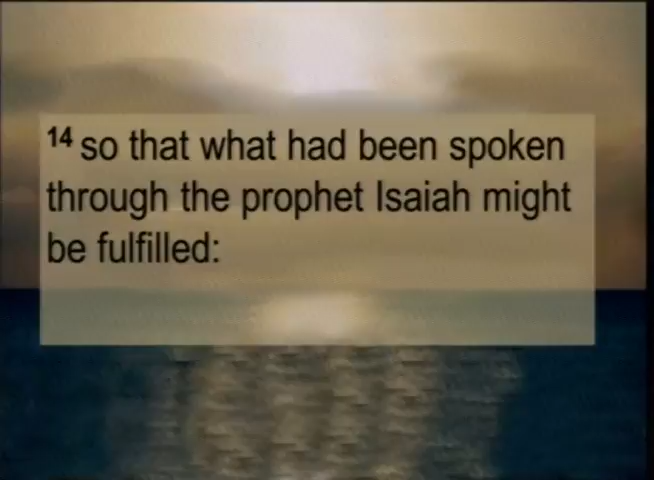 14 so that what had been spoken
through the prophet Isaiah might
be fulfilled: